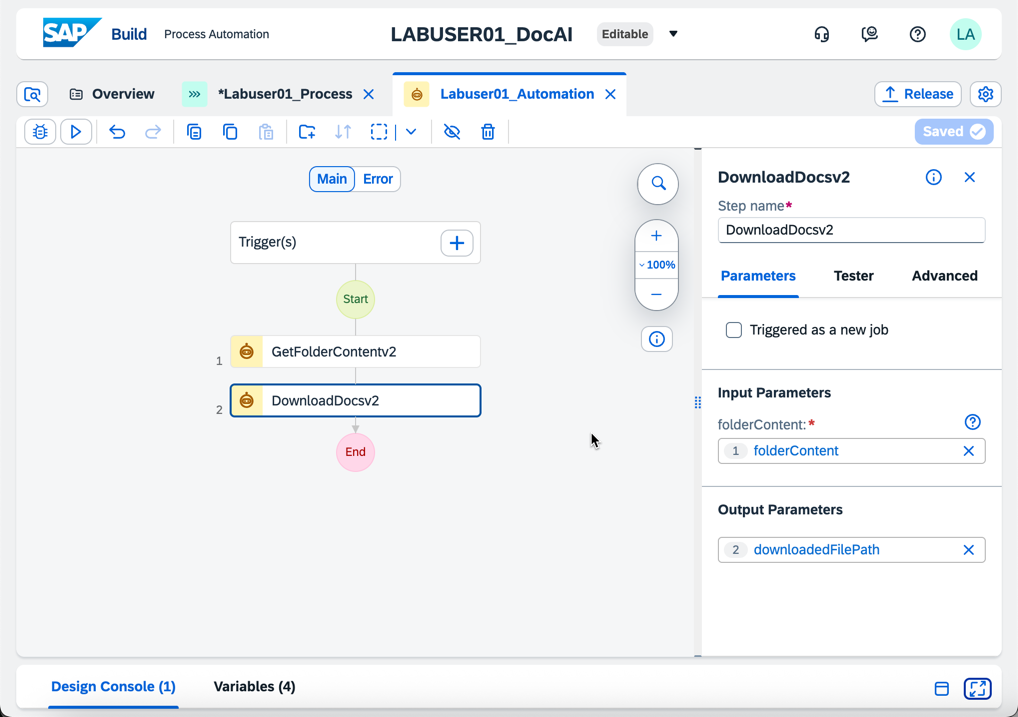 SAP Build Process Automation LABUSER01_DocAI Editable LA
Overview *Labuser01_Process Labuser01_Automation Release
Saved
Main Error
Trigger(s)
Start
1 GetFolderContentv2
2 DownloadDocsv2
End
100%
DownloadDocsv2
Step name*
DownloadDocsv2
Parameters Tester Advanced
Triggered as a new job
Input Parameters
folderContent:*
1 folderContent
Output Parameters
2 downloadedFilePath
Design Console (1) Variables (4)